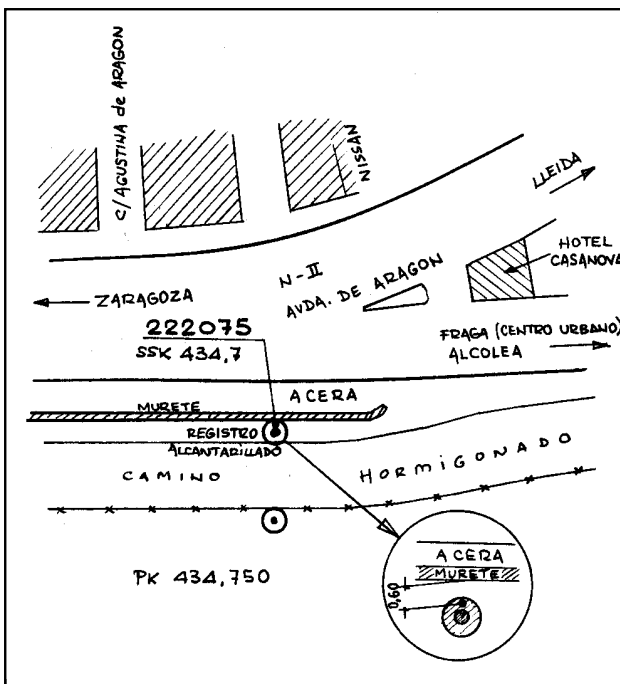 C/AGUSTINA de ARAGON
NISSAN
LLEIDA
HOTEL
CASANOVA
N-II
AVDA. DE ARAGON
ZARAGOZA
222075
SSK 434,7
FRAGA (CENTRO URBANO)
ALCOLEA
ACERA
MURETE
REGISTRO
ALCANTARILLADO
CAMINO
HORMIGONADO
PK 434,750
ACERA
MURETE
0,60